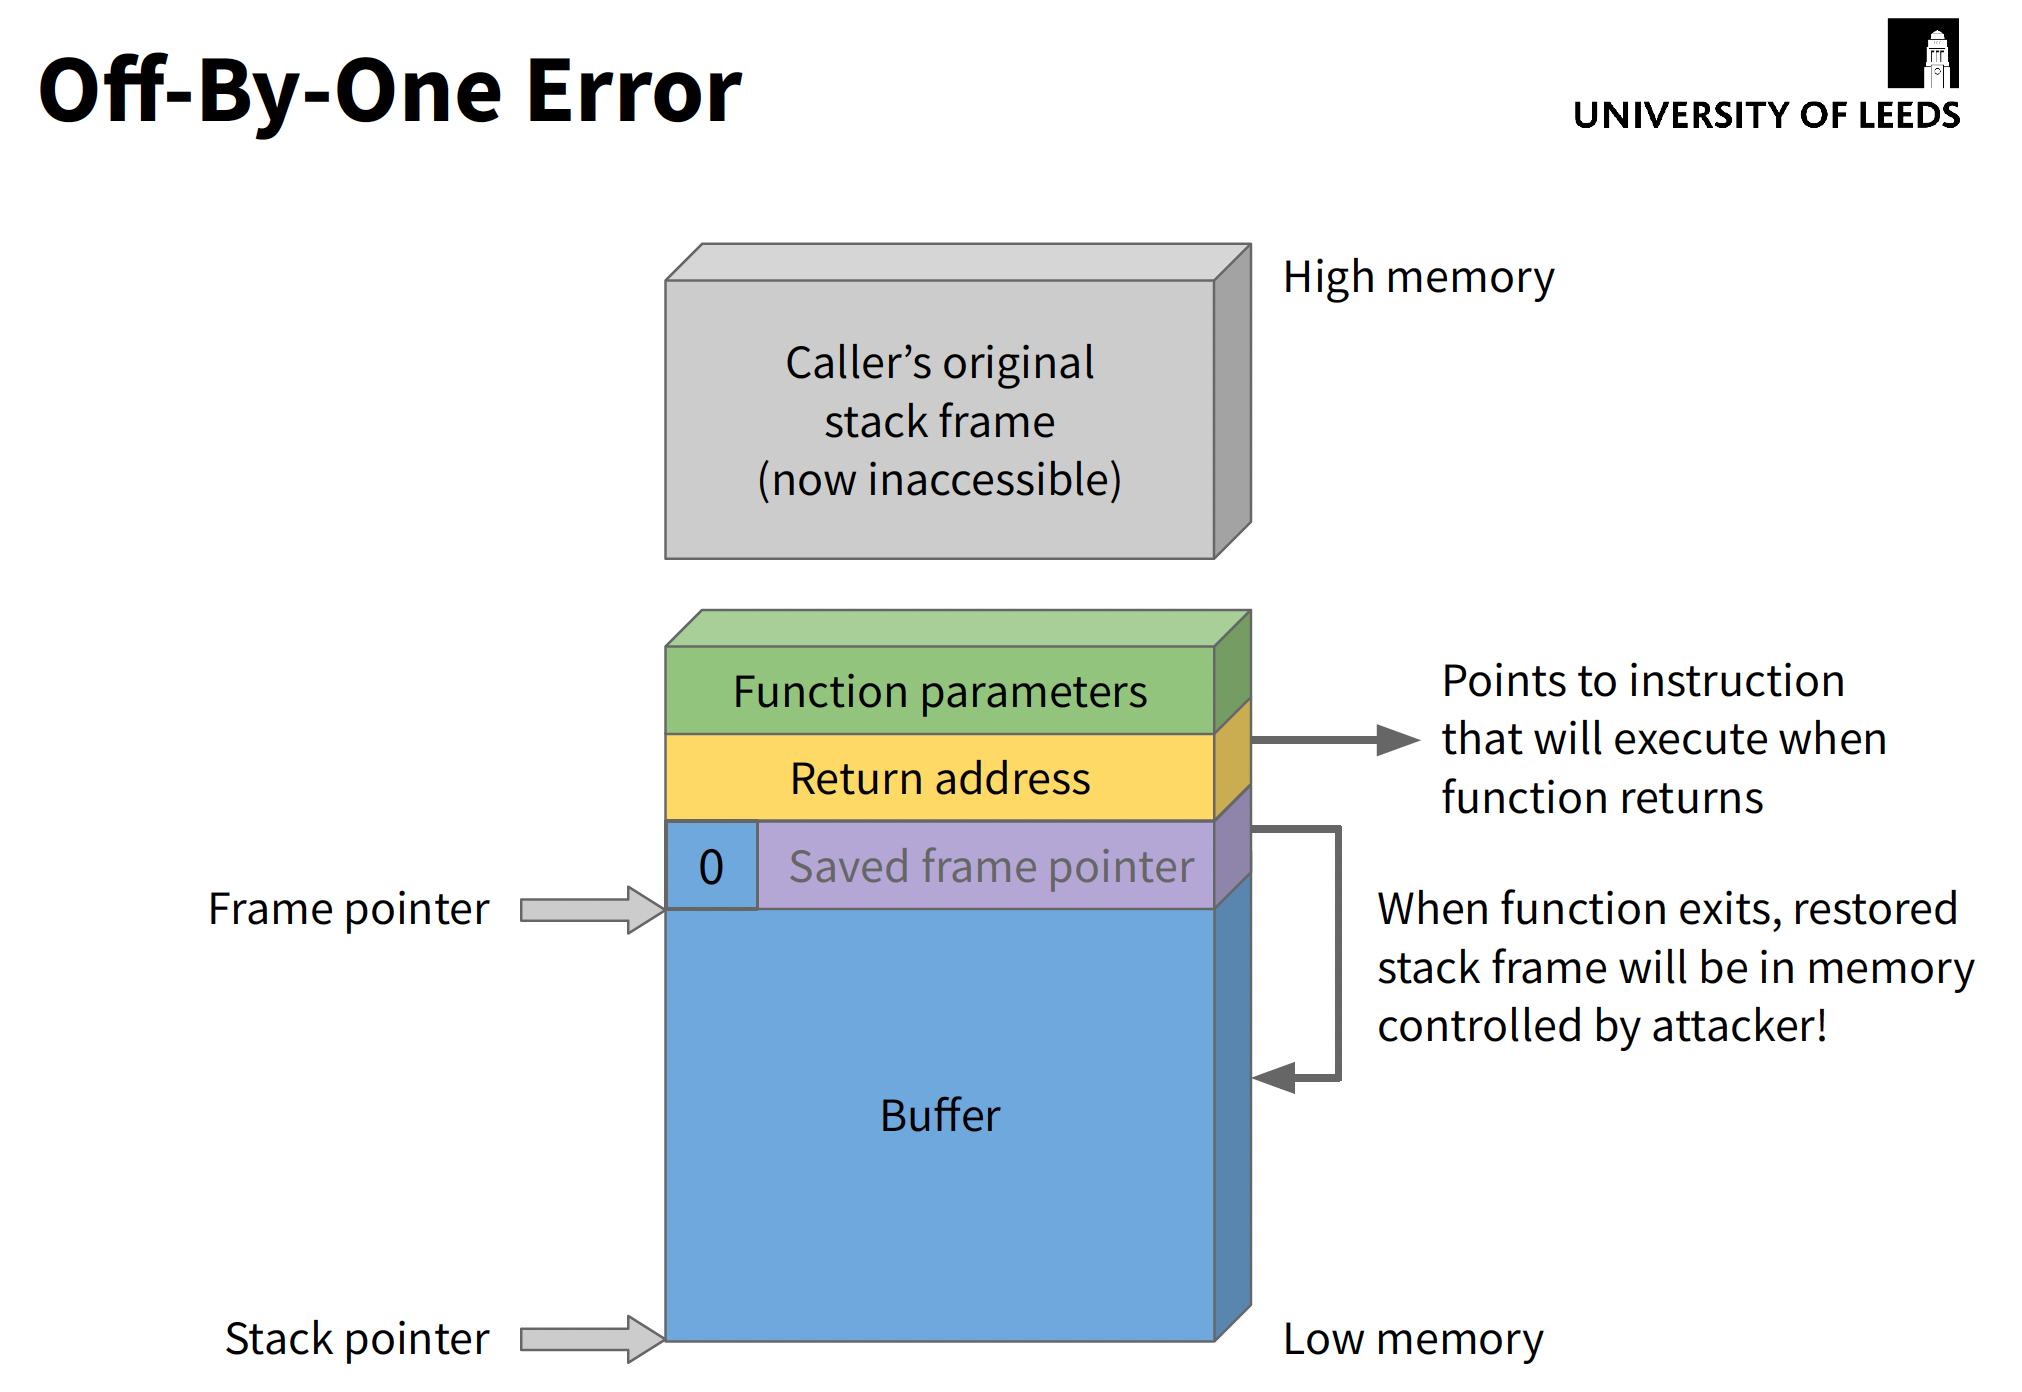 Off-By-One Error
UNIVERSITY OF LEEDS
High memory
Caller’s original
stack frame
(now inaccessible)
Function parameters
Return address
0 Saved frame pointer
Points to instruction
that will execute when
function returns
Frame pointer
When function exits, restored
stack frame will be in memory
controlled by attacker!
Buffer
Stack pointer
Low memory